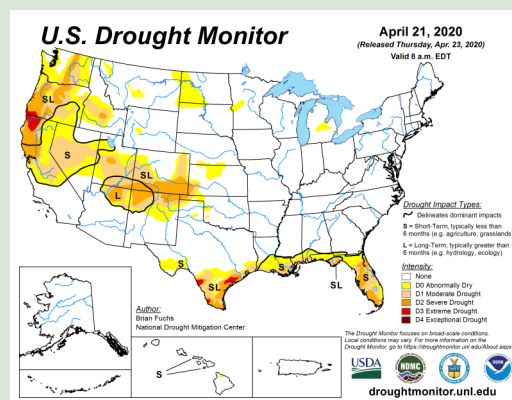 U.S. Drought Monitor
April 21, 2020
(Released Thursday, Apr. 23, 2020)
Valid 8 a.m. EDT
SL
S
SL
L
S
SL
S
S
S
SL
S
Drought Impact Types:
Delineates dominant impacts
S = Short-Term, typically less than
6 months (e.g. agriculture, grasslands
L = Long-Term, typically greater than
6 months (e.g. hydrology, ecology)
Intensity:
None
D0 Abnormally Dry
D1 Moderate Drought
D2 Severe Drought
D3 Extreme Drought
D4 Exceptional Drought
Author:
Brian Fuchs
National Drought Mitigation Center
The Drought Monitor focuses on broad-scale conditions.
Local conditions may vary. For more information on the
Drought Monitor, go to https://droughtmonitor.unl.edu/About.aspx
USDA
NDMC
NOAA
droughtmonitor.unl.edu